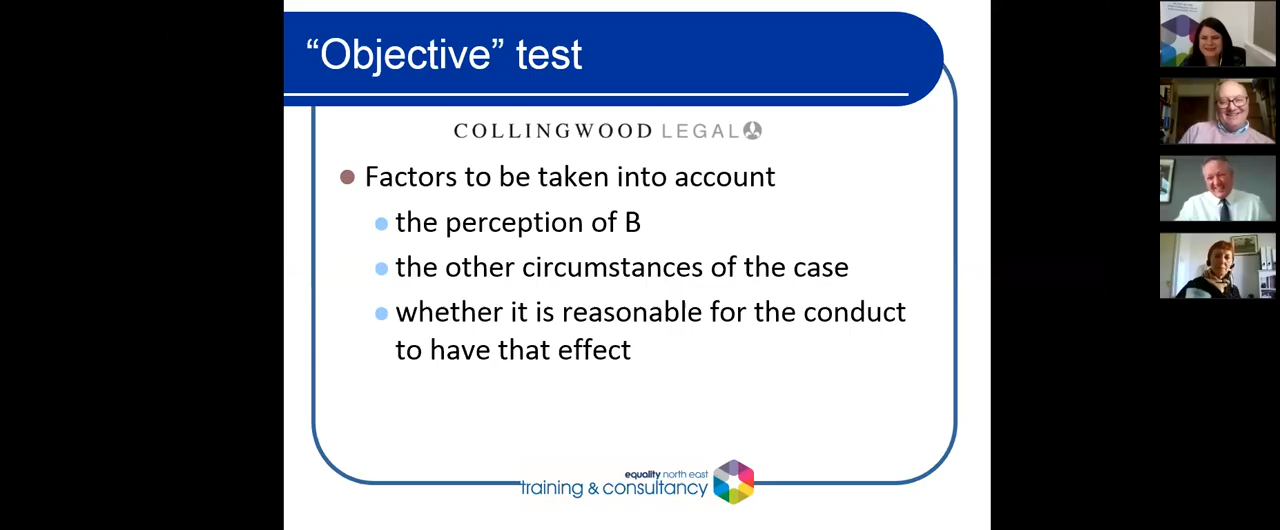 “Objective” test
COLLINGWOOD LEGAL
Factors to be taken into account
the perception of B
the other circumstances of the case
whether it is reasonable for the conduct
to have that effect
equality north east
training & consultancy